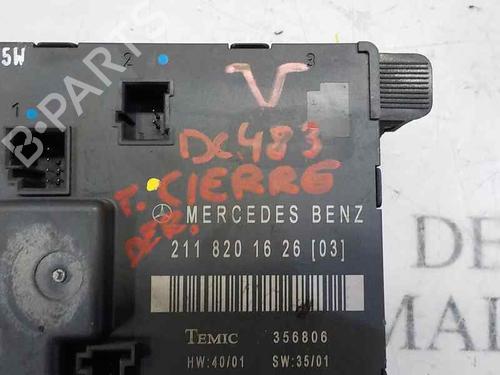 5W
2
3
1
V
DC483
T. CIERRE
DER.
MERCEDES BENZ
211 820 16 26 [03]
TEMIC 356806
HW:40/01 SW:35/01
B-PARTS
DE
MAD